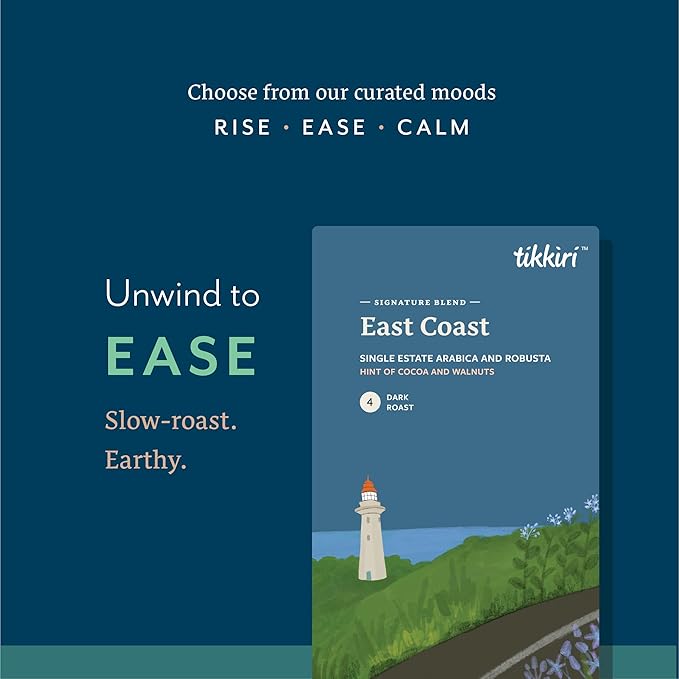 Choose from our curated moods
RISE • EASE • CALM
Unwind to
EASE
Slow-roast.
Earthy.
tikkiri™
— SIGNATURE BLEND —
East Coast
SINGLE ESTATE ARABICA AND ROBUSTA
HINT OF COCOA AND WALNUTS
4 DARK
ROAST